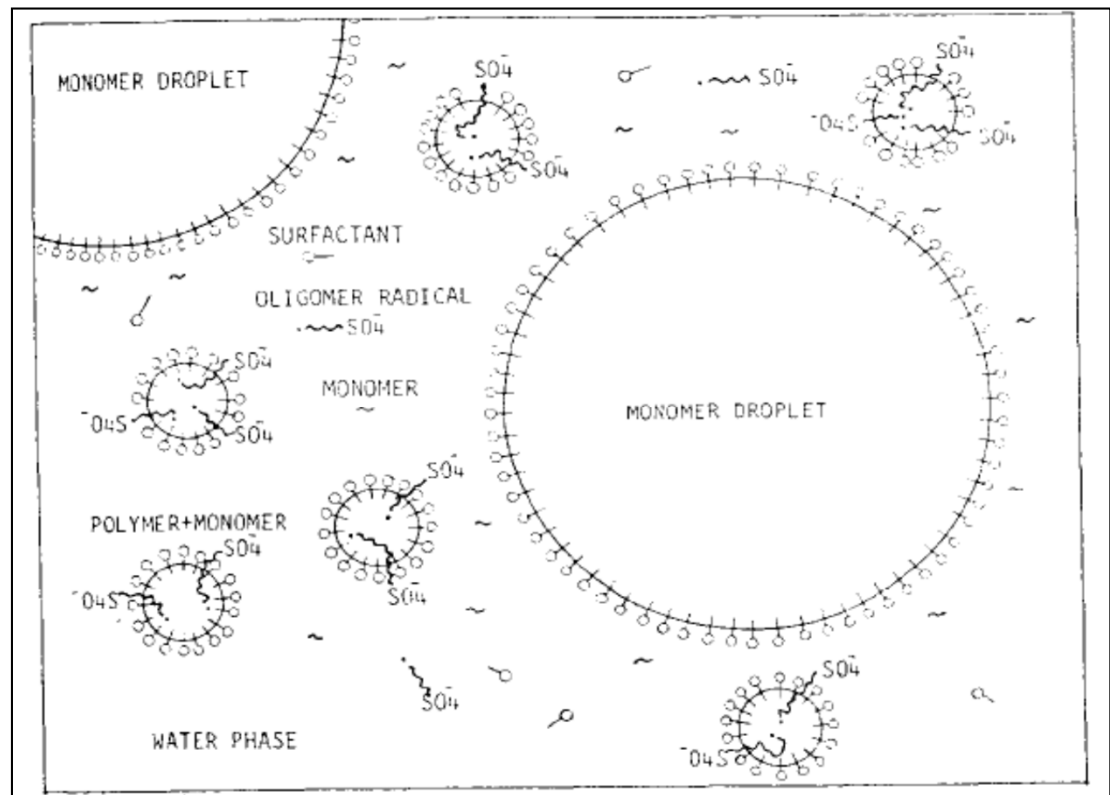 SO4⁻
MONOMER DROPLET
SO4⁻
SO4⁻
⁻O4S
SO4⁻
SO4⁻
SURFACTANT
OLIGOMER RADICAL
SO4⁻
SO4⁻
MONOMER
MONOMER DROPLET
⁻O4S
SO4⁻
SO4⁻
POLYMER+MONOMER
SO4⁻
SO4⁻
⁻O4S
SO4⁻
SO4⁻
WATER PHASE
⁻O4S